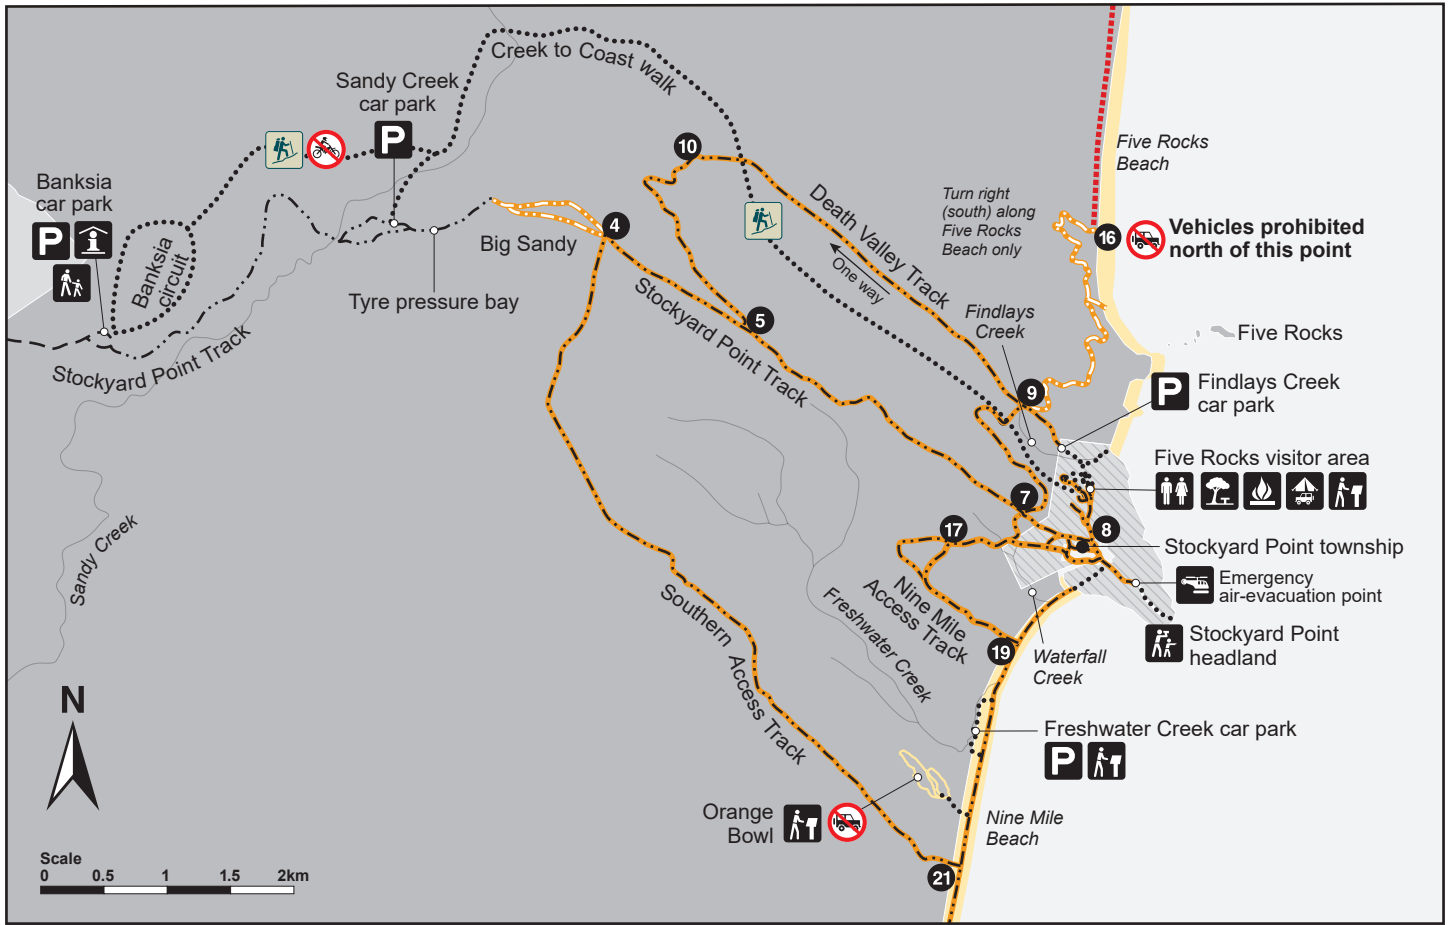 Creek to Coast walk
Sandy Creek
car park
P
Banksia
car park
P
Banksia
circuit
10
4
Big Sandy
Tyre pressure bay
Stockyard Point Track
Death Valley Track
One way
Turn right
(south) along
Five Rocks
Beach only
Five Rocks
Beach
16
Vehicles prohibited
north of this point
Five Rocks
5
Stockyard Point Track
Findlays
Creek
9
P
Findlays Creek
car park
Five Rocks visitor area
7
8
17
Stockyard Point township
Emergency
air-evacuation point
Stockyard Point
headland
Nine Mile
Access Track
19
Waterfall
Creek
Freshwater Creek
Sandy Creek
Southern Access Track
Freshwater Creek car park
P
Orange
Bowl
Nine Mile
Beach
21
N
Scale
0 0.5 1 1.5 2km